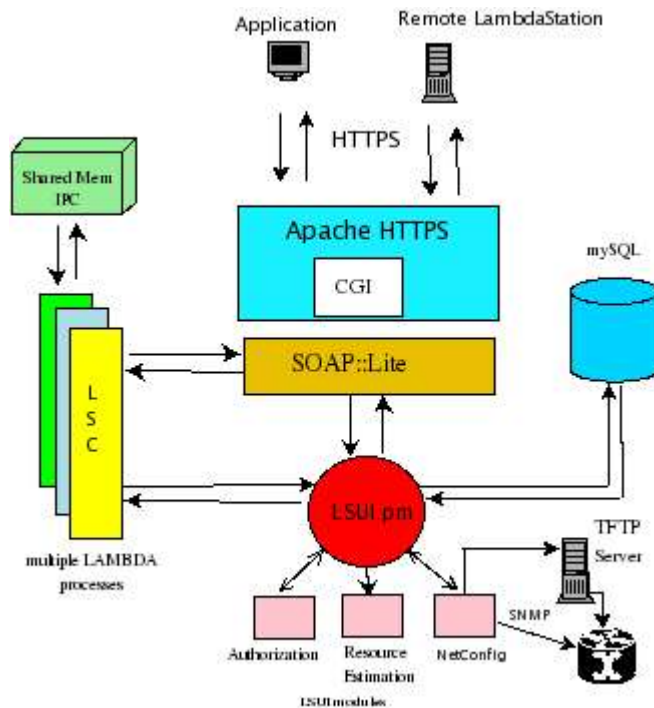 Application
Remote LambdaStation
HTTPS
Shared Mem
IPC
Apache HTTPS
CGI
mySQL
SOAP::Lite
L
S
C
LSUI pm
multiple LAMBDA
processes
TFTP
Server
SNMP
Authorization
Resource
Estimation
NetConfig
LSUI modules